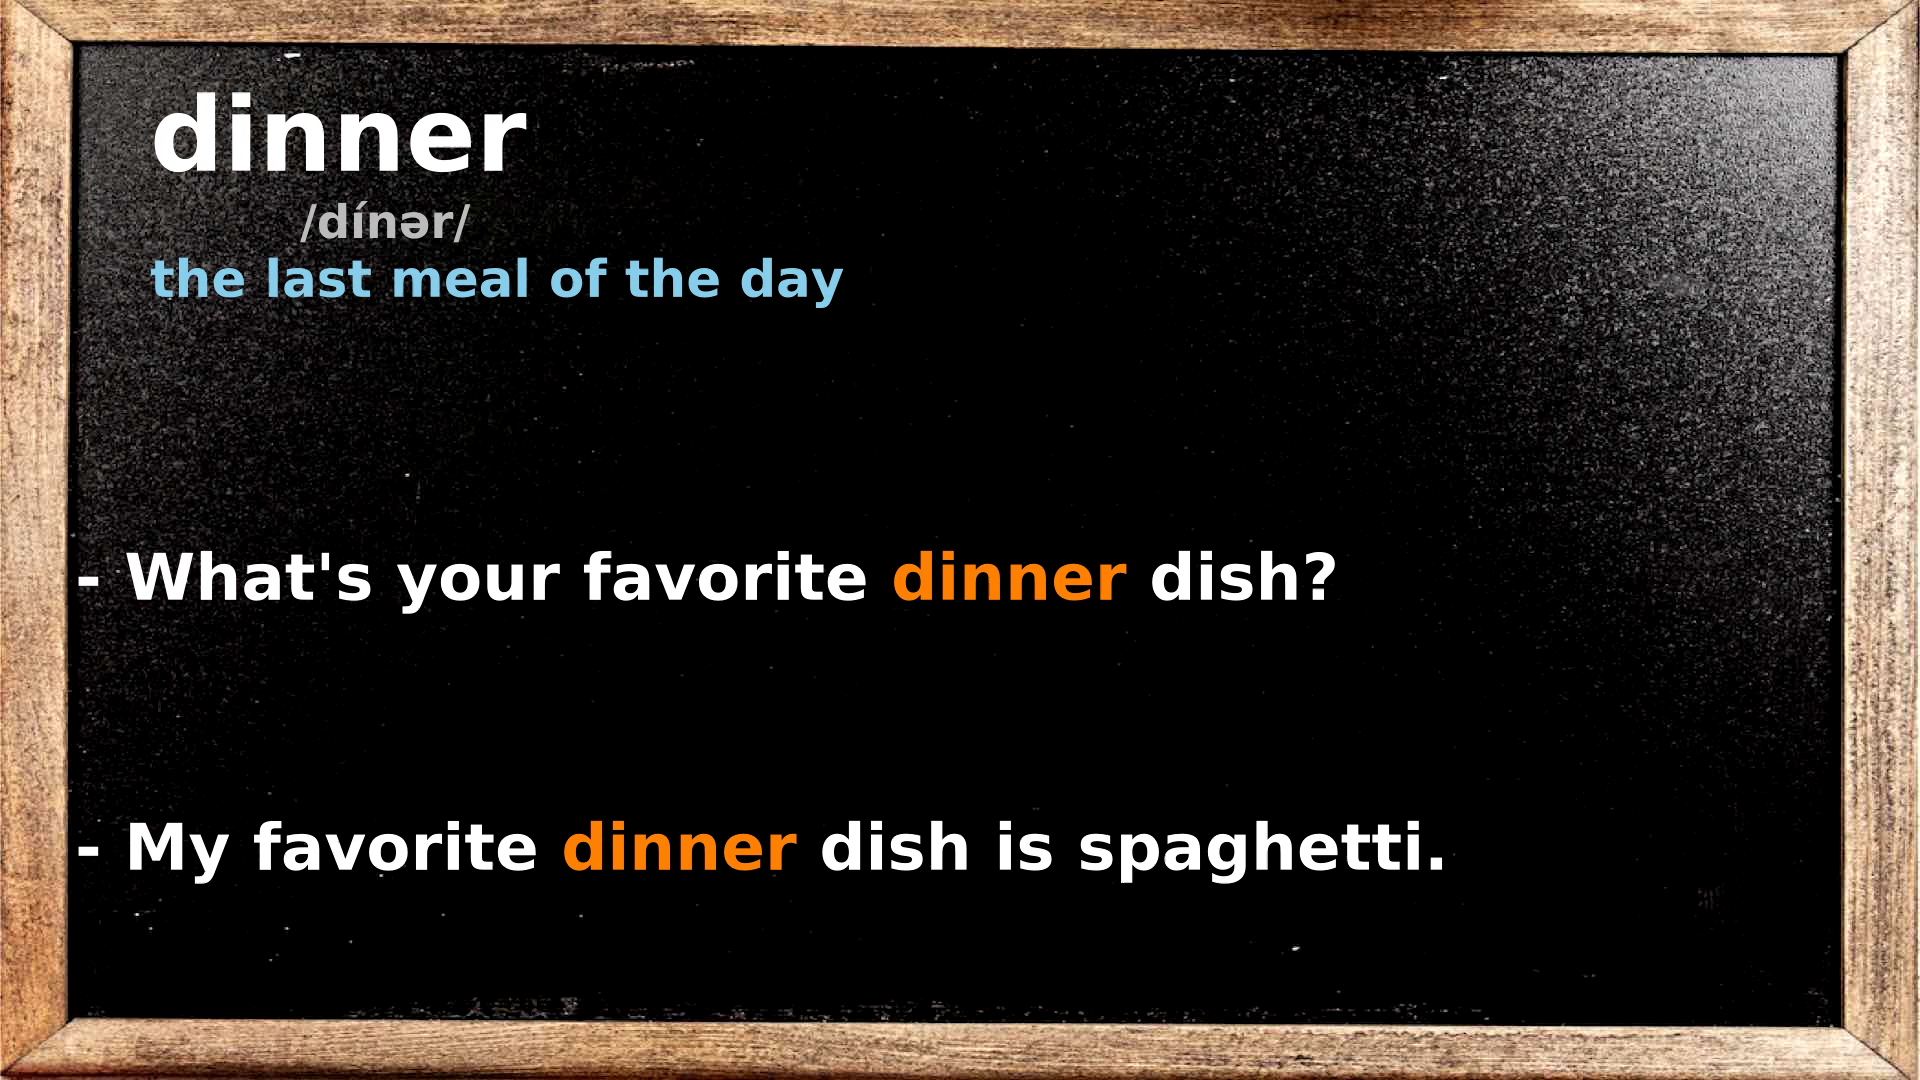 dinner
/dínər/
the last meal of the day
- What's your favorite dinner dish?
- My favorite dinner dish is spaghetti.